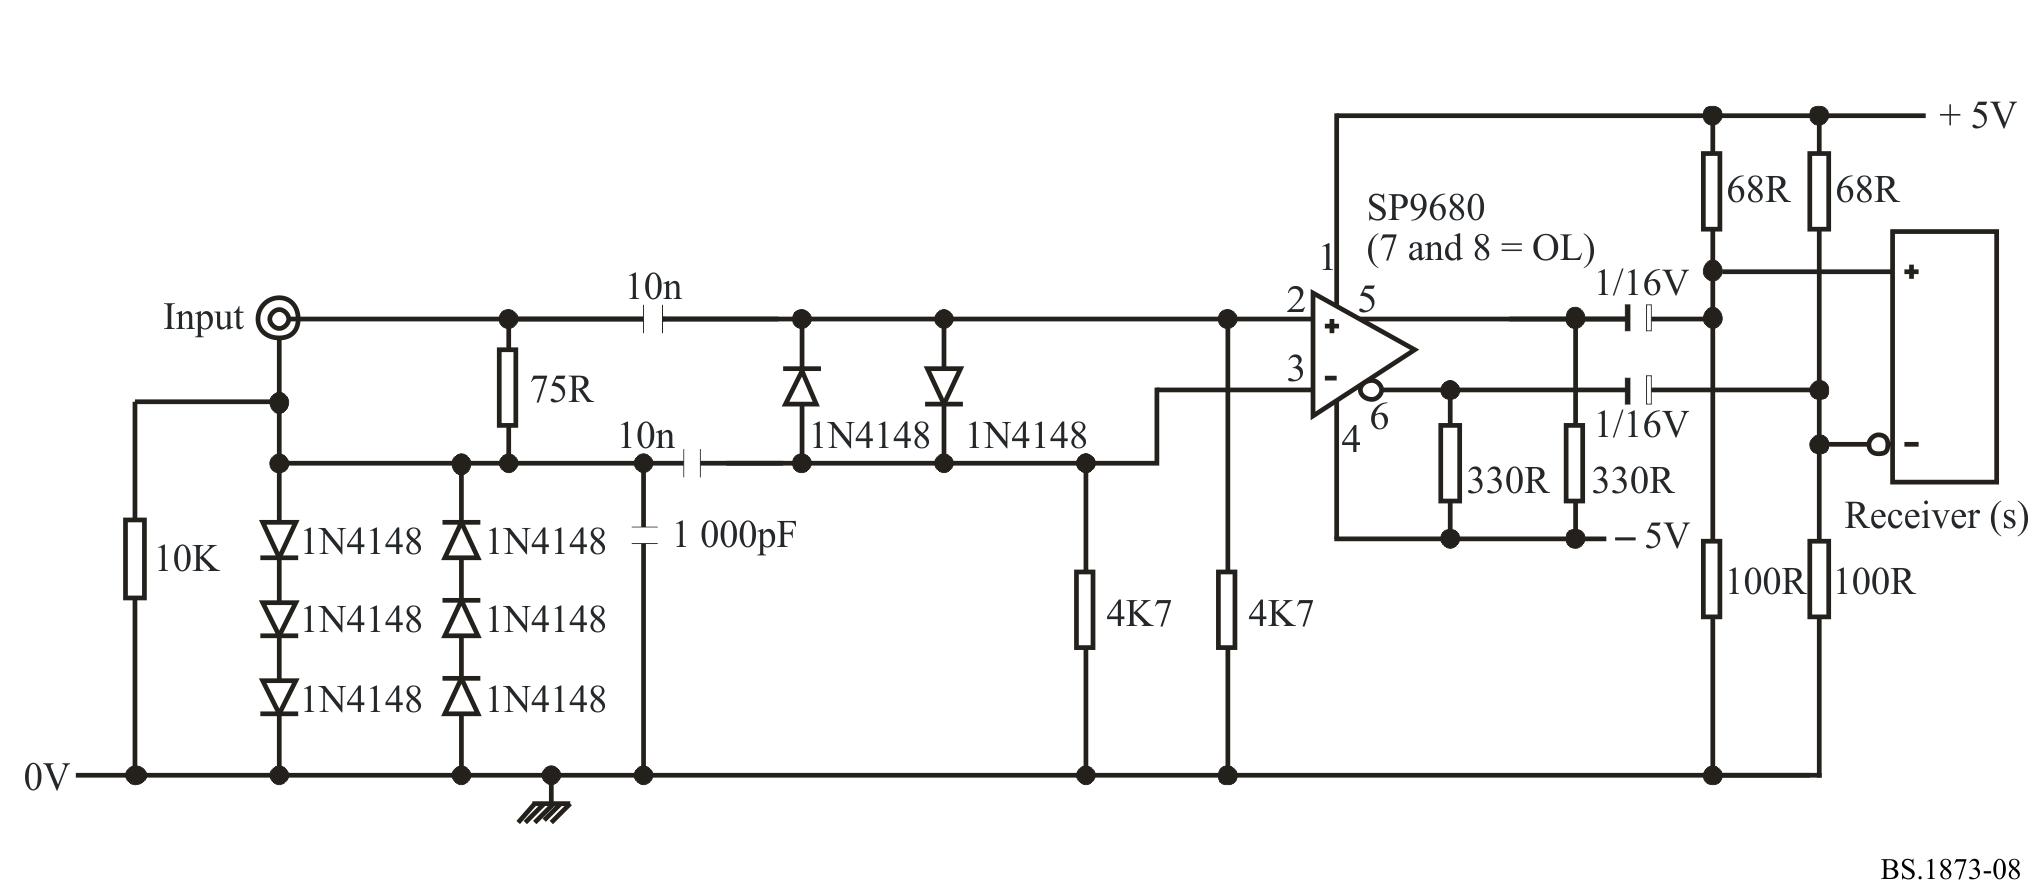 + 5V
68R
68R
SP9680
(7 and 8 = OL)
1
10n
2
5
1/16V
+
Input
+
75R
3
-
6
1/16V
10n
1N4148
1N4148
4
-
330R
330R
Receiver (s)
1N4148
1N4148
1 000pF
– 5V
10K
100R
100R
1N4148
1N4148
4K7
4K7
1N4148
1N4148
0V
BS.1873-08